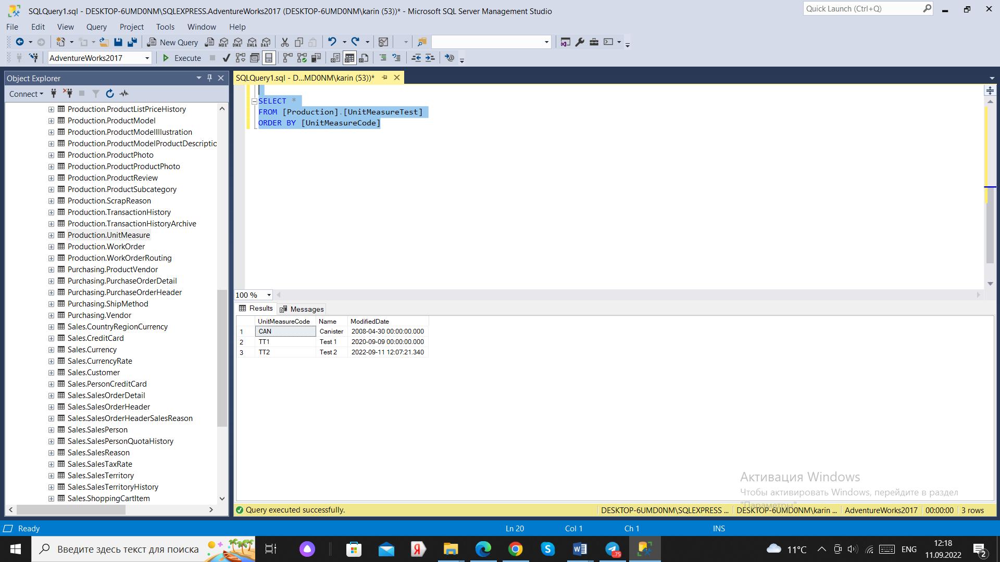 SQLQuery1.sql - DESKTOP-6UMD0NM\SQLEXPRESS.AdventureWorks2017 (DESKTOP-6UMD0NM\karin (53))* - Microsoft SQL Server Management Studio
Quick Launch (Ctrl+Q)
File Edit View Query Project Tools Window Help
New Query MDX DMX XMLA DAX
AdventureWorks2017 Execute
Object Explorer
Connect
Production.ProductListPriceHistory
Production.ProductModel
Production.ProductModelIllustration
Production.ProductModelProductDescriptio
Production.ProductPhoto
Production.ProductProductPhoto
Production.ProductReview
Production.ProductSubcategory
Production.ScrapReason
Production.TransactionHistory
Production.TransactionHistoryArchive
Production.UnitMeasure
Production.WorkOrder
Production.WorkOrderRouting
Purchasing.ProductVendor
Purchasing.PurchaseOrderDetail
Purchasing.PurchaseOrderHeader
Purchasing.ShipMethod
Purchasing.Vendor
Sales.CountryRegionCurrency
Sales.CreditCard
Sales.Currency
Sales.CurrencyRate
Sales.Customer
Sales.PersonCreditCard
Sales.SalesOrderDetail
Sales.SalesOrderHeader
Sales.SalesOrderHeaderSalesReason
Sales.SalesPerson
Sales.SalesPersonQuotaHistory
Sales.SalesReason
Sales.SalesTaxRate
Sales.SalesTerritory
Sales.SalesTerritoryHistory
Sales.ShoppingCartItem
SQLQuery1.sql - D...MD0NM\karin (53))*
SELECT *
FROM [Production].[UnitMeasureTest]
ORDER BY [UnitMeasureCode]
100 %
Results Messages
UnitMeasureCode Name ModifiedDate
1 CAN Canister 2008-04-30 00:00:00.000
2 TT1 Test 1 2020-09-09 00:00:00.000
3 TT2 Test 2 2022-09-11 12:07:21.340
Активация Windows
Чтобы активировать Windows, перейдите в раздел
"Параметры".
Query executed successfully. DESKTOP-6UMD0NM\SQLEXPRESS ... DESKTOP-6UMD0NM\karin ... AdventureWorks2017 00:00:00 3 rows
Ready Ln 20 Col 1 Ch 1 INS
Введите здесь текст для поиска
75
11°C ENG 12:18
11.09.2022
2